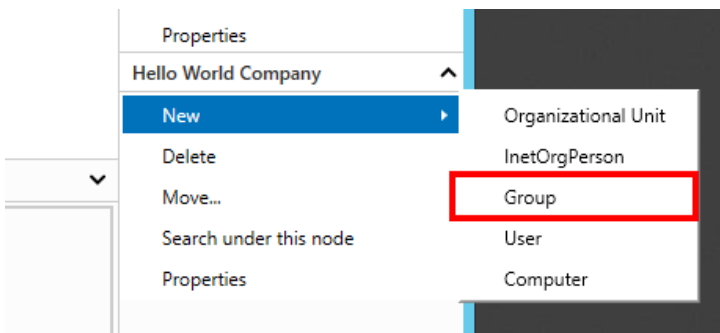 Properties
Hello World Company
New
Organizational Unit
Delete
InetOrgPerson
Move...
Group
Search under this node
User
Properties
Computer